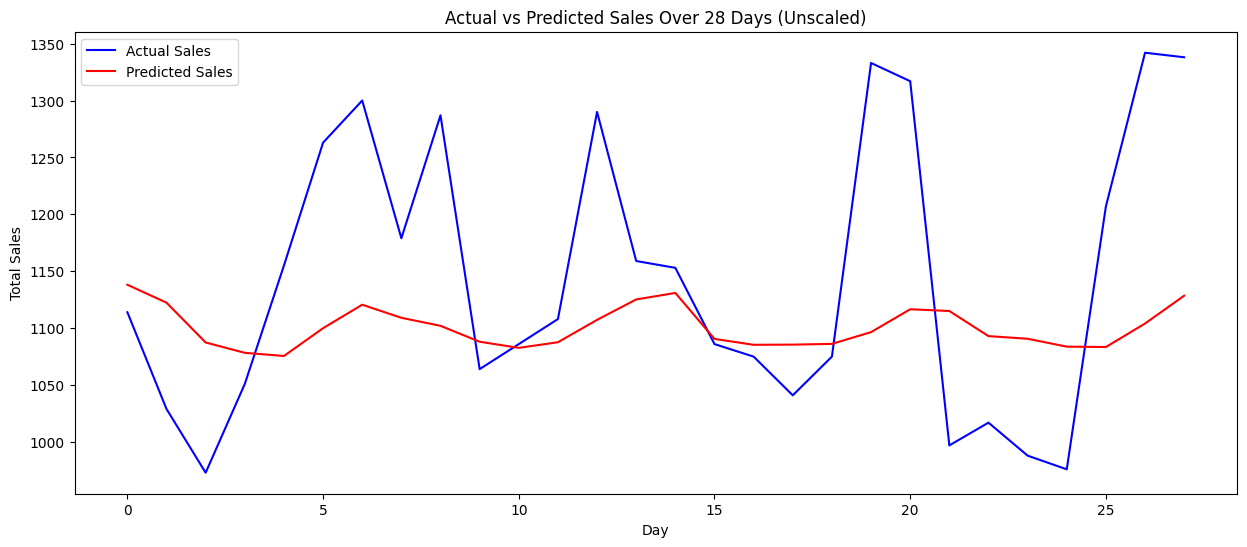 Actual vs Predicted Sales Over 28 Days (Unscaled)
Actual Sales
Predicted Sales
Total Sales
1350
1300
1250
1200
1150
1100
1050
1000
0 5 10 15 20 25
Day